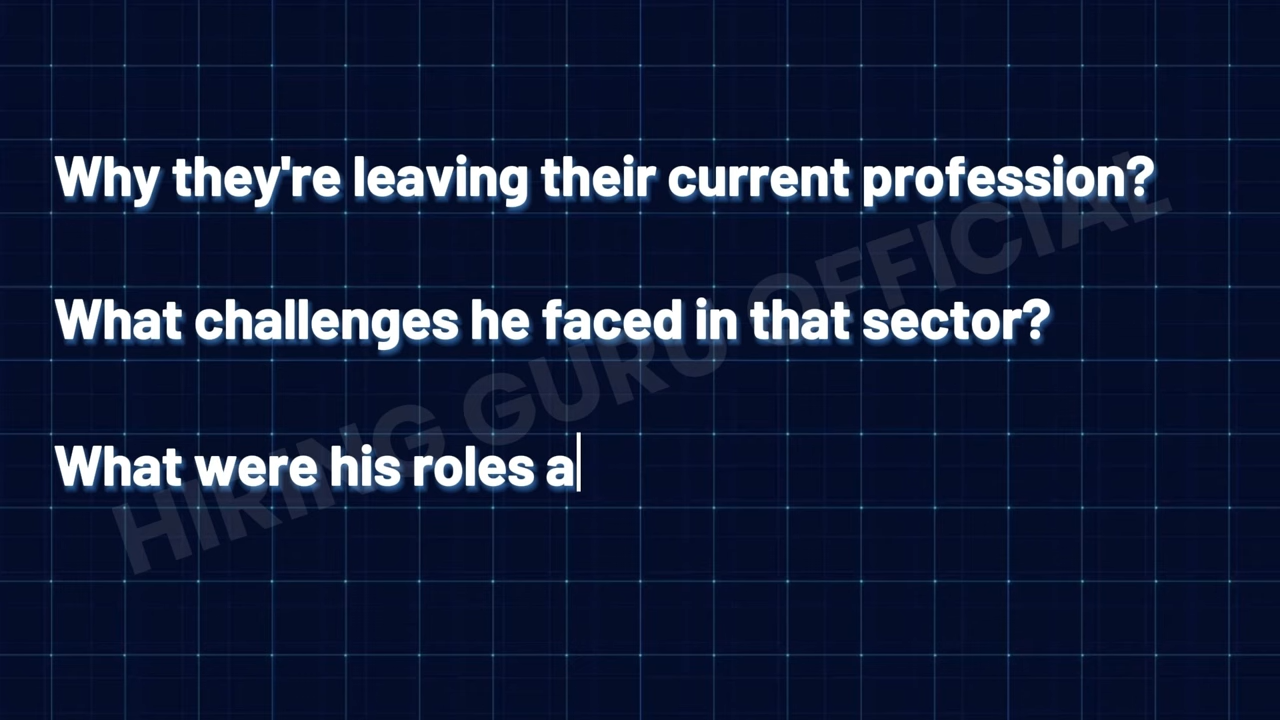 Why they're leaving their current profession?
What challenges he faced in that sector?
What were his roles a
HIRING GURU OFFICIAL